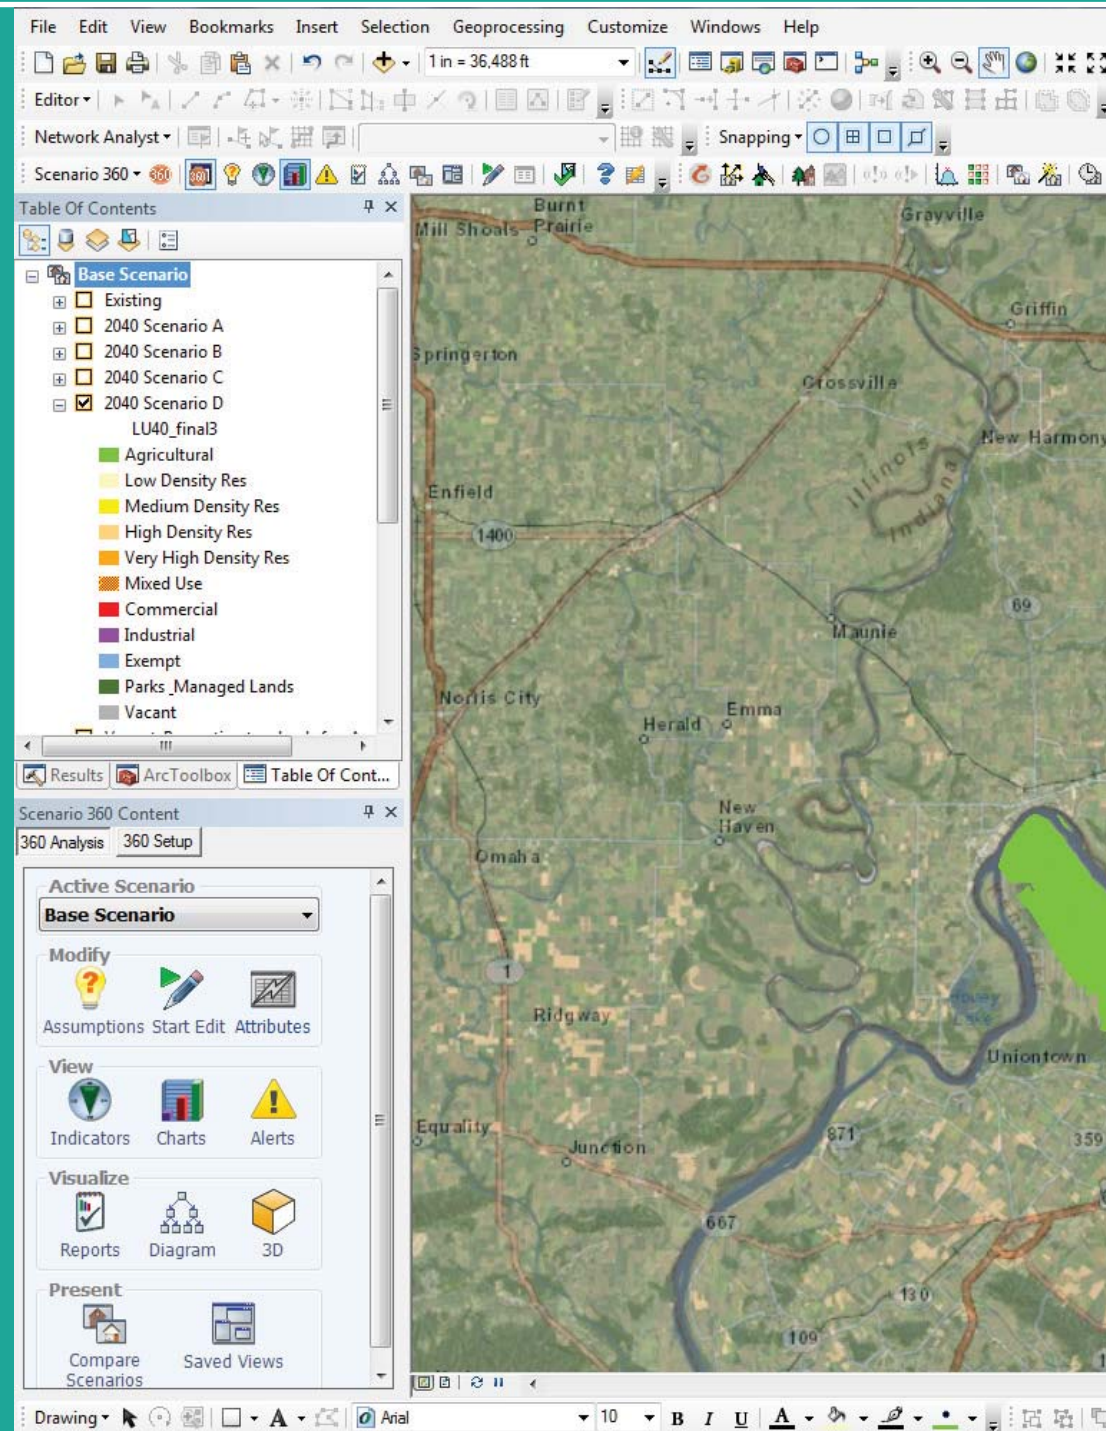 File Edit View Bookmarks Insert Selection Geoprocessing Customize Windows Help
1 in = 36,488 ft
Editor
Network Analyst
Snapping
Scenario 360
Table Of Contents
Base Scenario
Existing
2040 Scenario A
2040 Scenario B
2040 Scenario C
2040 Scenario D
LU40_final3
Agricultural
Low Density Res
Medium Density Res
High Density Res
Very High Density Res
Mixed Use
Commercial
Industrial
Exempt
Parks_Managed Lands
Vacant
Results ArcToolbox Table Of Cont...
Scenario 360 Content
360 Analysis 360 Setup
Active Scenario
Base Scenario
Modify
Assumptions Start Edit Attributes
View
Indicators Charts Alerts
Visualize
Reports Diagram 3D
Present
Compare
Scenarios
Saved Views
Drawing
A
Arial
10
B I U A
Burnt
Prairie
Mill Shoals
Grayville
Griffin
Springerton
Crossville
New Harmony
Illinois
Indiana
Enfield
1400
69
Maunie
Norris City
Emma
Herald
New
Haven
Omaha
1
Ridgway
Honey
Lake
Uniontown
Equality
Junction
871
359
667
130
109